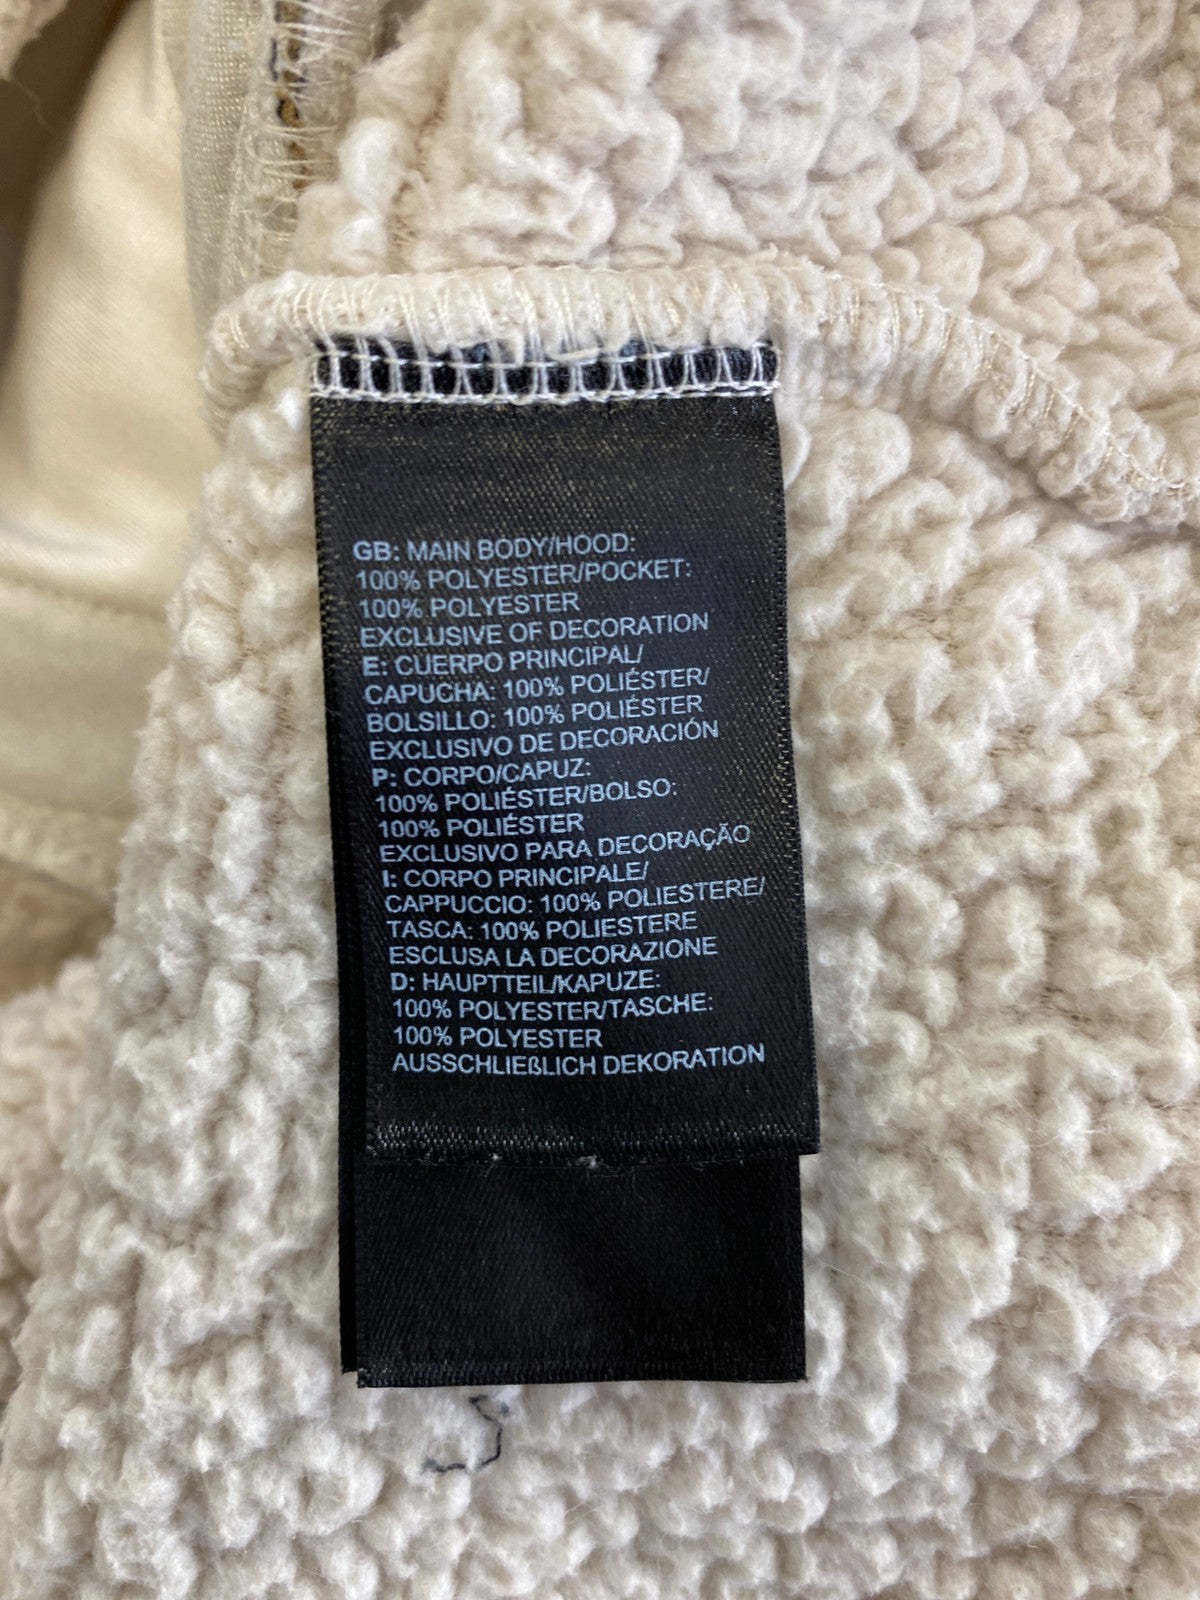 GB: MAIN BODY/HOOD:
100% POLYESTER/POCKET:
100% POLYESTER
EXCLUSIVE OF DECORATION
E: CUERPO PRINCIPAL/
CAPUCHA: 100% POLIÉSTER/
BOLSILLO: 100% POLIÉSTER
EXCLUSIVO DE DECORACIÓN
P: CORPO/CAPUZ:
100% POLIÉSTER/BOLSO:
100% POLIÉSTER
EXCLUSIVO PARA DECORAÇÃO
I: CORPO PRINCIPALE/
CAPPUCCIO: 100% POLIESTERE/
TASCA: 100% POLIESTERE
ESCLUSA LA DECORAZIONE
D: HAUPTTEIL/KAPUZE:
100% POLYESTER/TASCHE:
100% POLYESTER
AUSSCHLIEßLICH DEKORATION